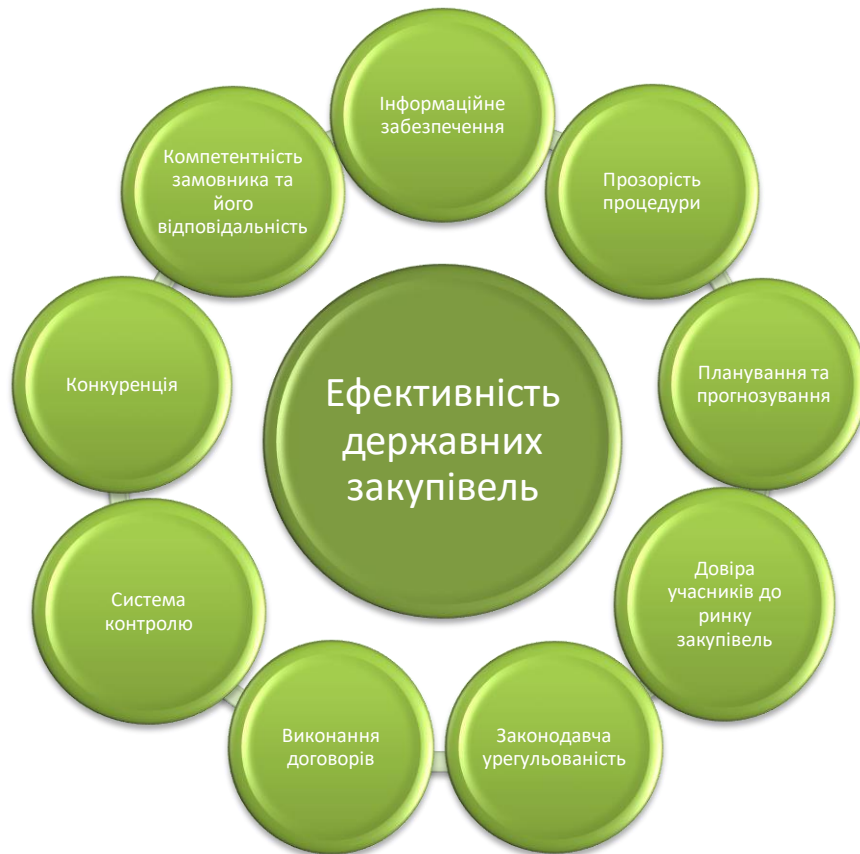 Інформаційне
забезпечення
Прозорість
процедури
Планування та
прогнозування
Довіра
учасників до
ринку
закупівель
Законодавча
урегульованість
Виконання
договорів
Система
контролю
Конкуренція
Компетентність
замовника та
його
відповідальність
Ефективність
державних
закупівель